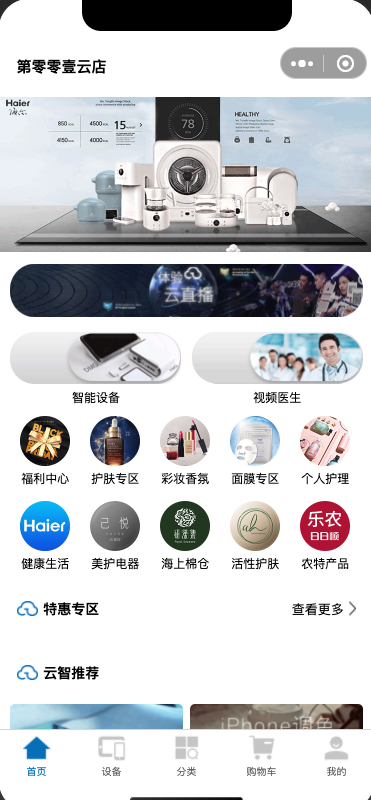 第零零壹云店
Haier
HEALTHY
850
4500
15
4150
4000
78
体验
云直播
智能设备
视频医生
福利中心
护肤专区
彩妆香氛
面膜专区
个人护理
Haier
己悦
乐农
日日顺
健康生活
美护电器
海上棉仓
活性护肤
农特产品
特惠专区
查看更多
云智推荐
iPhone调色
首页
设备
分类
购物车
我的